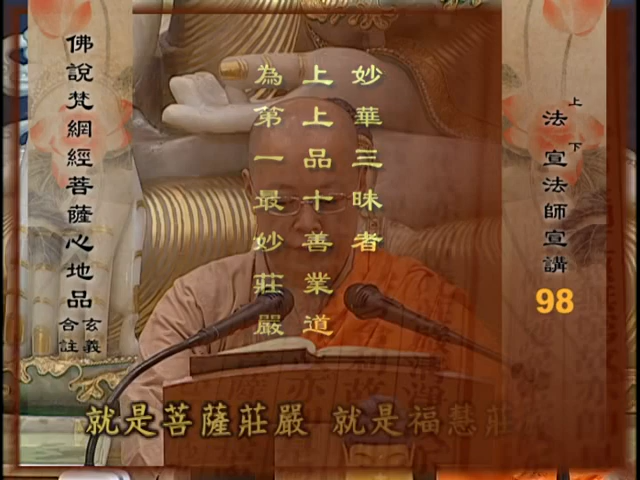 佛說梵網經菩薩心地品
玄義
合註
妙華三昧者
上上品十善業道
為第一最妙莊嚴
上
下
法宣法師宣講
98
就是菩薩莊嚴 就是福慧莊